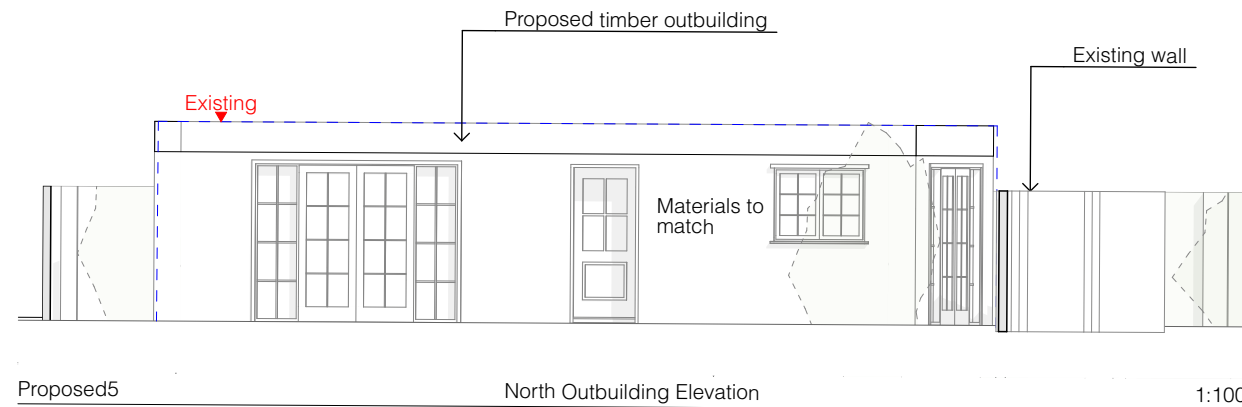 Proposed timber outbuilding
Existing wall
Existing
Materials to
match
Proposed5
North Outbuilding Elevation
1:100